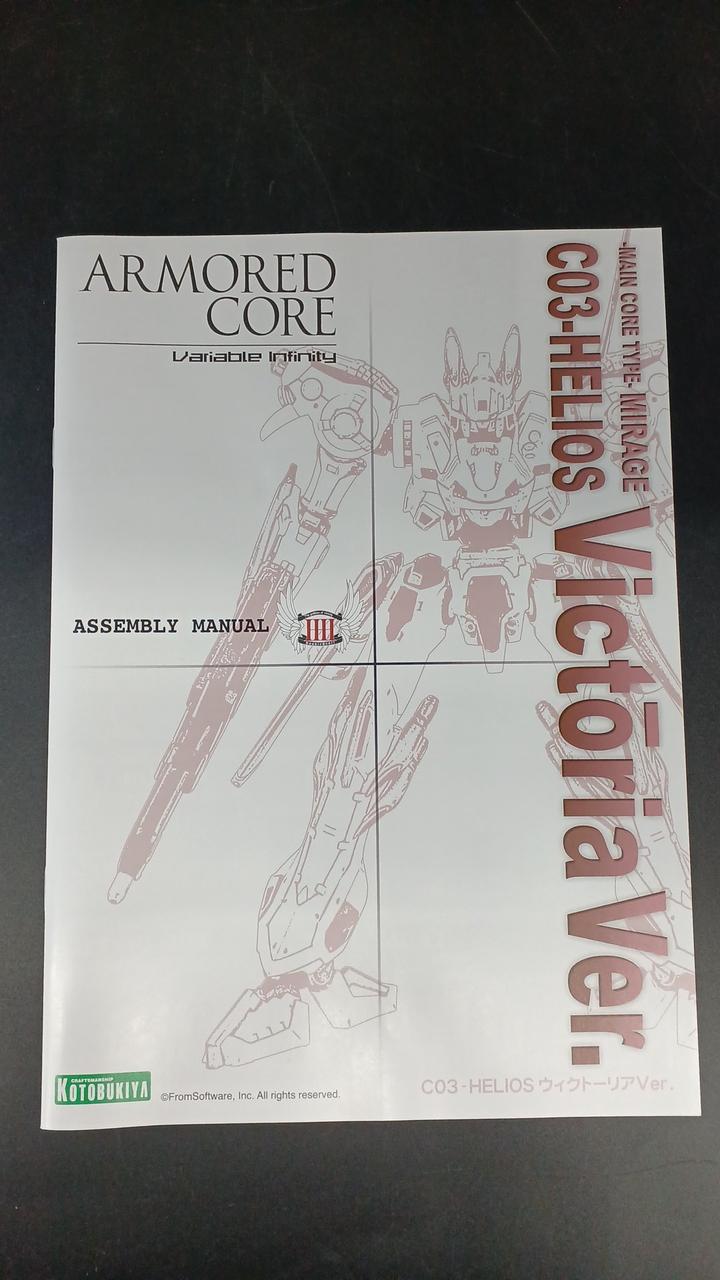 ARMORED
CORE
Variable Infinity
-MAIN CORE TYPE- MIRAGE
C03-HELIOS Victōria Ver.
ASSEMBLY MANUAL
CRAFTSMANSHIP
KOTOBUKIYA
©FromSoftware, Inc. All rights reserved.
C03-HELIOS ウィクトーリアVer.